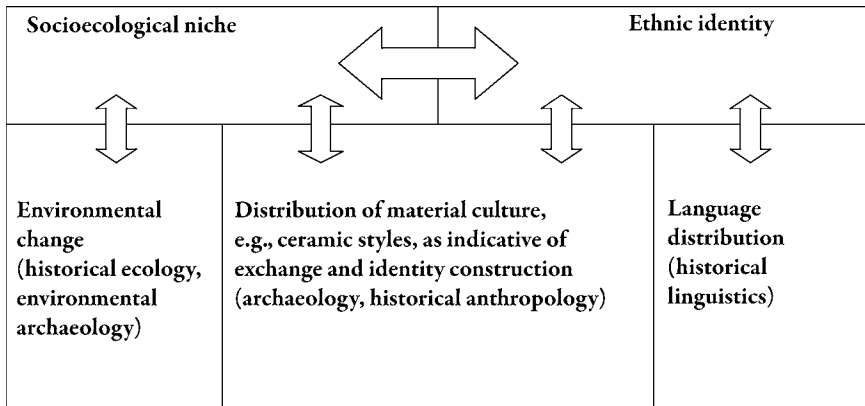 Socioecological niche
Ethnic identity
Environmental
change
(historical ecology,
environmental
archaeology)
Distribution of material culture,
e.g., ceramic styles, as indicative of
exchange and identity construction
(archaeology, historical anthropology)
Language
distribution
(historical
linguistics)